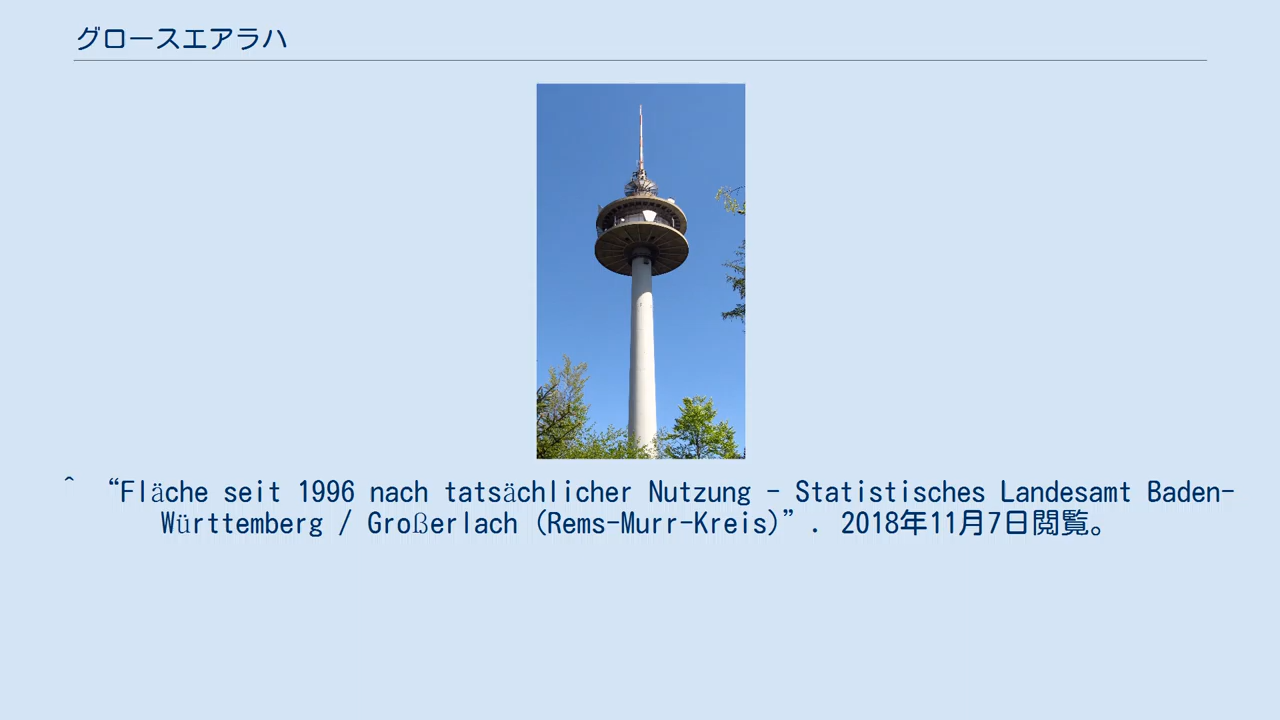 グロースエアラハ
^ “Fläche seit 1996 nach tatsächlicher Nutzung - Statistisches Landesamt Baden-
Württemberg / Großerlach (Rems-Murr-Kreis)”. 2018年11月7日閲覧。